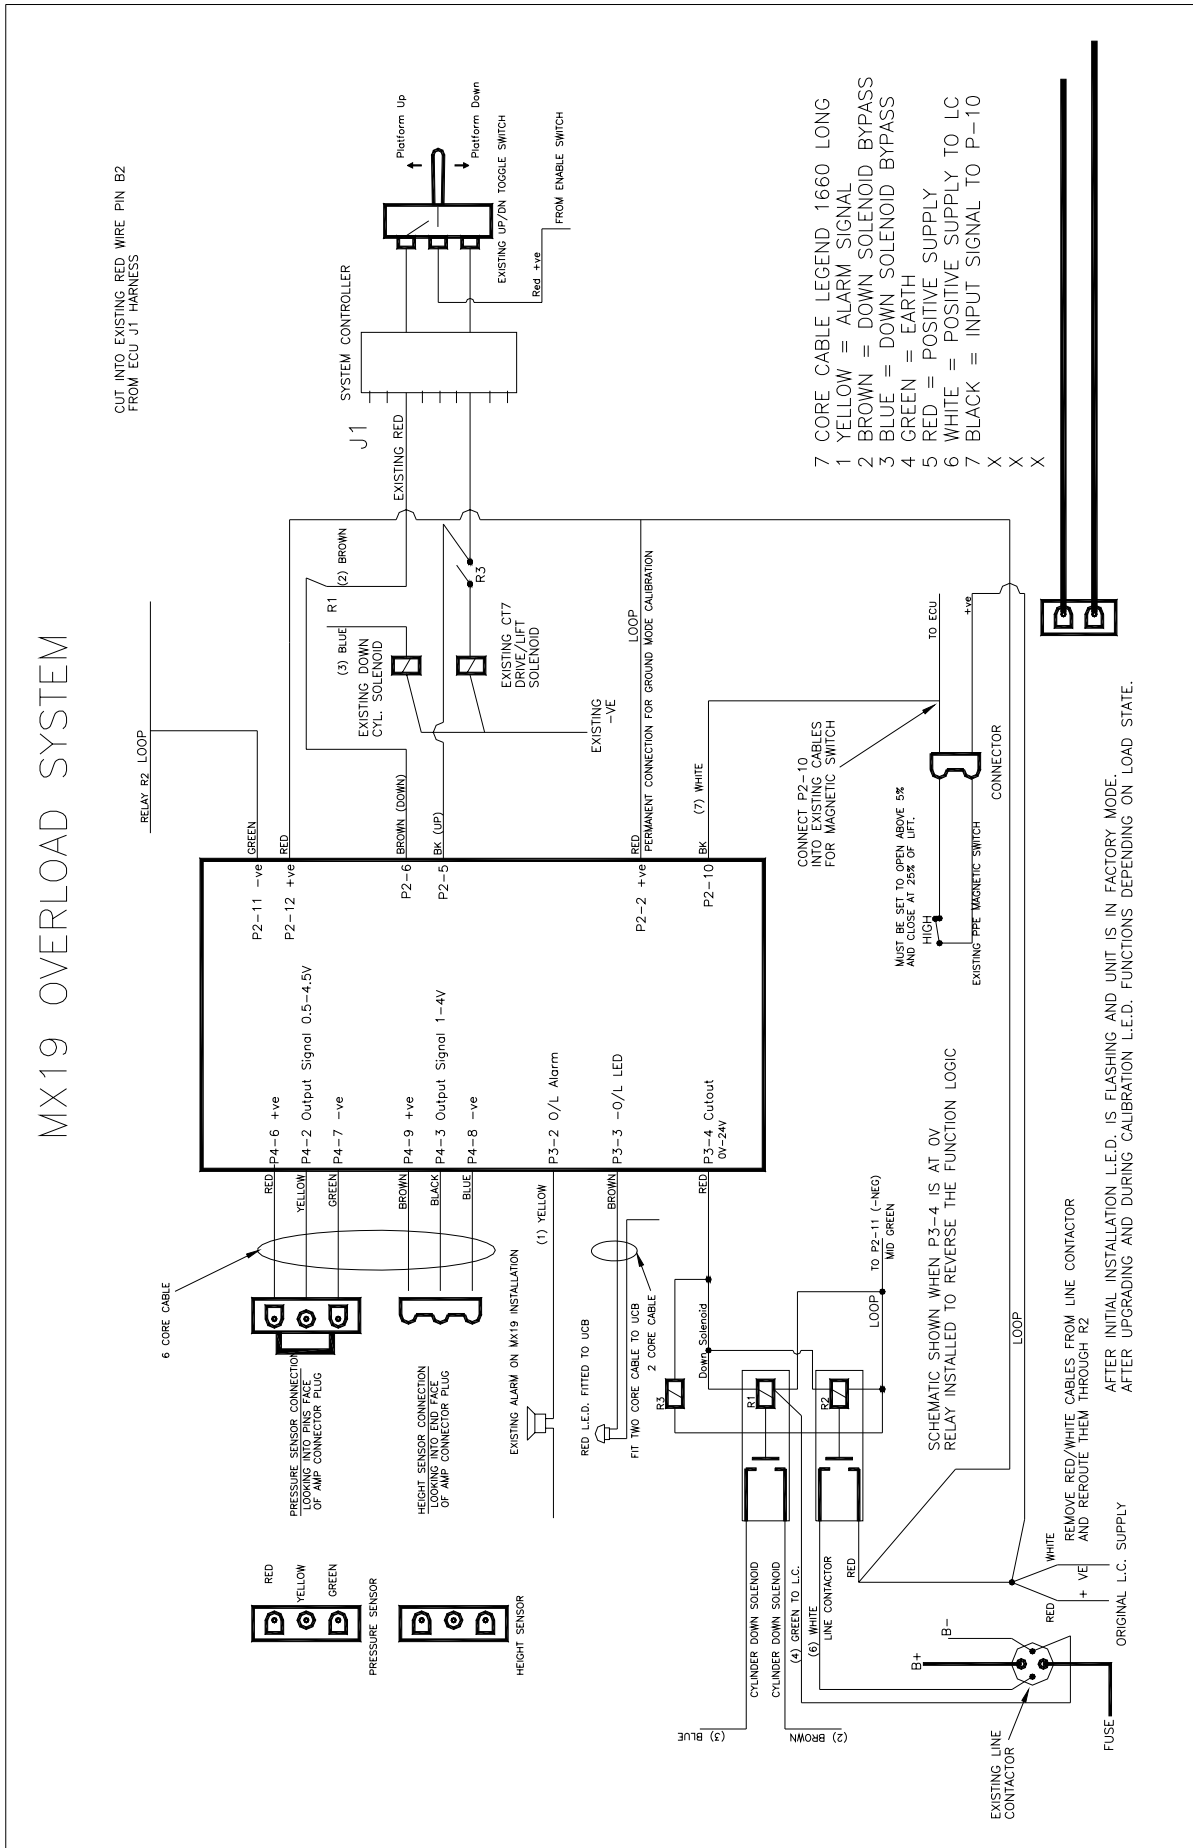 MX19 OVERLOAD SYSTEM
CUT INTO EXISTING RED WIRE PIN B2
FROM ECU J1 HARNESS
RELAY R2 LOOP
GREEN
RED
P2-11 -ve
P2-12 +ve
P2-6
BROWN (DOWN)
P2-5
BK (UP)
P2-2 +ve
RED
P2-10
BK
PERMANENT CONNECTION FOR GROUND MODE CALIBRATION
LOOP
(7) WHITE
(3) BLUE
R1
(2) BROWN
EXISTING DOWN
CYL. SOLENOID
EXISTING CT7
DRIVE/LIFT
SOLENOID
R3
EXISTING
-VE
EXISTING RED
J1
SYSTEM CONTROLLER
Platform Up
Platform Down
EXISTING UP/DN TOGGLE SWITCH
Red +ve
FROM ENABLE SWITCH
6 CORE CABLE
RED
P4-6 +ve
YELLOW
P4-2 Output Signal 0.5-4.5V
GREEN
P4-7 -ve
BROWN
P4-9 +ve
BLACK
P4-3 Output Signal 1-4V
BLUE
P4-8 -ve
P3-2 O/L Alarm
P3-3 -O/L LED
P3-4 Cutout
0V-24V
(1) YELLOW
BROWN
RED
PRESSURE SENSOR CONNECTION
LOOKING INTO PINS FACE
OF AMP CONNECTOR PLUG
HEIGHT SENSOR CONNECTION
LOOKING INTO END FACE
OF AMP CONNECTOR PLUG
RED
YELLOW
GREEN
PRESSURE SENSOR
HEIGHT SENSOR
EXISTING ALARM ON MX19 INSTALLATION
RED L.E.D. FITTED TO UCB
FIT TWO CORE CABLE TO UCB
2 CORE CABLE
Down Solenoid
R3
R1
R2
LOOP
TO P2-11 (-NEG)
MID GREEN
CYLINDER DOWN SOLENOID
CYLINDER DOWN SOLENOID
(4) GREEN TO L.C.
(6) WHITE
LINE CONTACTOR
RED
(3) BLUE
(2) BROWN
B+
B-
EXISTING LINE
CONTACTOR
FUSE
RED
WHITE
+ VE
ORIGINAL L.C. SUPPLY
REMOVE RED/WHITE CABLES FROM LINE CONTACTOR
AND REROUTE THEM THROUGH R2
LOOP
SCHEMATIC SHOWN WHEN P3-4 IS AT 0V
RELAY INSTALLED TO REVERSE THE FUNCTION LOGIC
CONNECT P2-10
INTO EXISTING CABLES
FOR MAGNETIC SWITCH
MUST BE SET TO OPEN ABOVE 5%
AND CLOSE AT 25% OF LIFT.
HIGH
EXISTING PPE MAGNETIC SWITCH
CONNECTOR
TO ECU
+ve
7 CORE CABLE LEGEND 1660 LONG
1 YELLOW = ALARM SIGNAL
2 BROWN = DOWN SOLENOID BYPASS
3 BLUE = DOWN SOLENOID BYPASS
4 GREEN = EARTH
5 RED = POSITIVE SUPPLY
6 WHITE = POSITIVE SUPPLY TO LC
7 BLACK = INPUT SIGNAL TO P-10
X
X
X
AFTER INITIAL INSTALLATION L.E.D. IS FLASHING AND UNIT IS IN FACTORY MODE.
AFTER UPGRADING AND DURING CALIBRATION L.E.D. FUNCTIONS DEPENDING ON LOAD STATE.